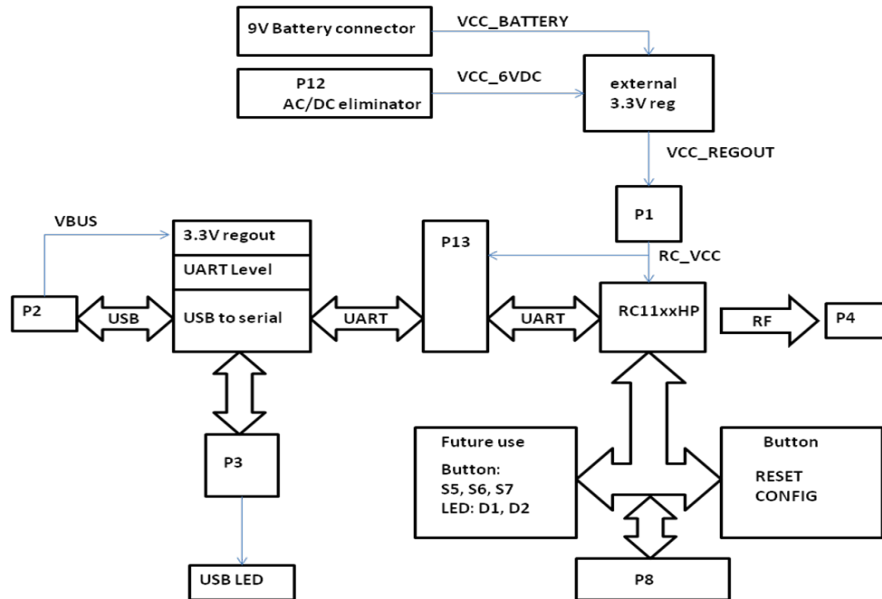 9V Battery connector
VCC_BATTERY
P12
AC/DC eliminator
VCC_6VDC
external
3.3V reg
VCC_REGOUT
P1
VBUS
3.3V regout
P13
RC_VCC
UART Level
P2
USB
USB to serial
UART
UART
RC11xxHP
RF
P4
P3
Future use
Button:
S5, S6, S7
LED: D1, D2
Button
RESET
CONFIG
USB LED
P8